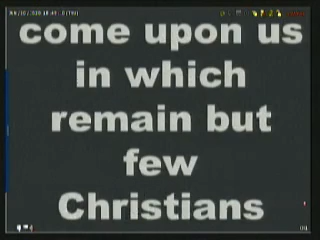 come upon us
in which
remain but
few
Christians